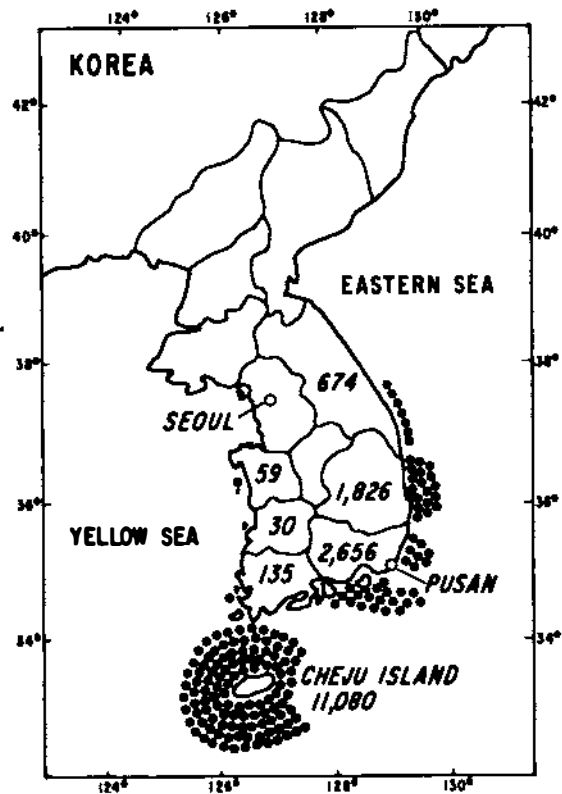 124° 126° 128° 130°
KOREA
42° 42°
40° 40°
EASTERN SEA
38° 38°
674
SEOUL
59
1,826
36° 36°
30
YELLOW SEA
2,656
135
PUSAN
34° 34°
CHEJU ISLAND
11,080
124° 126° 128° 130°